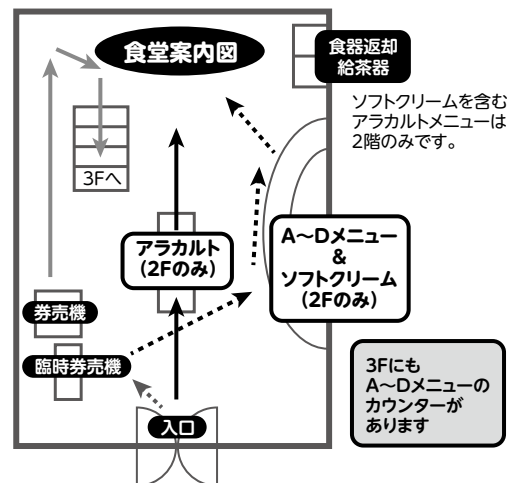 食堂案内図
食器返却
給茶器
ソフトクリームを含む
アラカルトメニューは
2階のみです。
3Fへ
アラカルト
(2Fのみ)
A〜Dメニュー
&
ソフトクリーム
(2Fのみ)
券売機
臨時券売機
3Fにも
A〜Dメニューの
カウンターが
あります
入口